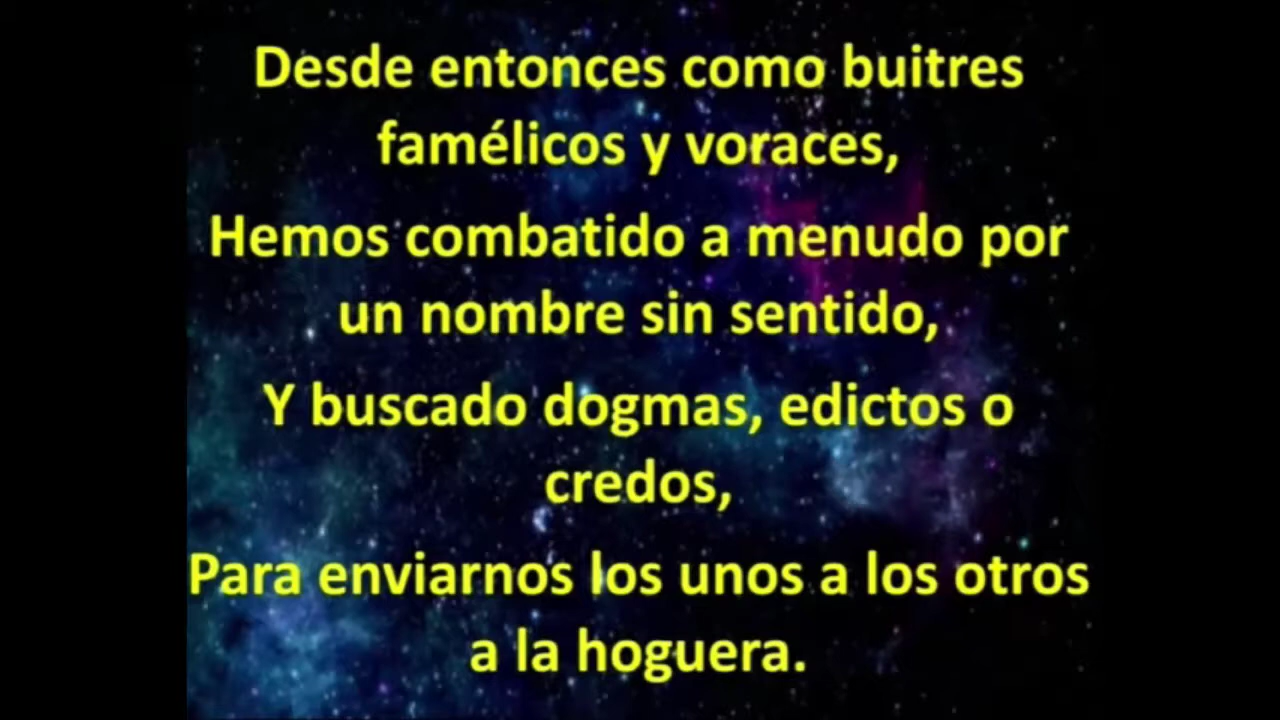 Desde entonces como buitres
famélicos y voraces,
Hemos combatido a menudo por
un nombre sin sentido,
Y buscado dogmas, edictos o
credos,
Para enviarnos los unos a los otros
a la hoguera.